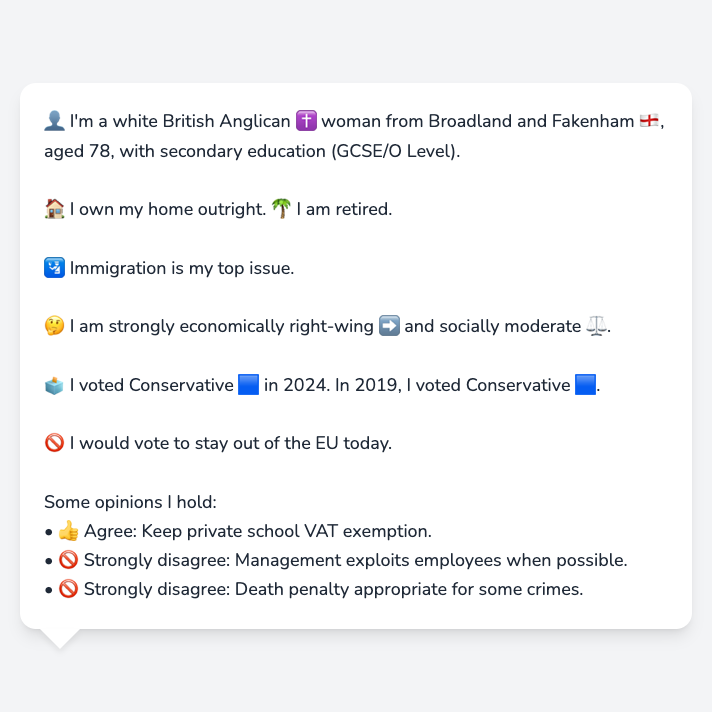 👤 I'm a white British Anglican ✝️ woman from Broadland and Fakenham 🏴󠁧󠁢󠁥󠁮󠁧󠁿,
aged 78, with secondary education (GCSE/O Level).
🏠 I own my home outright. 🌴 I am retired.
🛂 Immigration is my top issue.
🤔 I am strongly economically right-wing ➡️ and socially moderate ⚖️.
🗳️ I voted Conservative 🟦 in 2024. In 2019, I voted Conservative 🟦.
🚫 I would vote to stay out of the EU today.
Some opinions I hold:
• 👍 Agree: Keep private school VAT exemption.
• 🚫 Strongly disagree: Management exploits employees when possible.
• 🚫 Strongly disagree: Death penalty appropriate for some crimes.